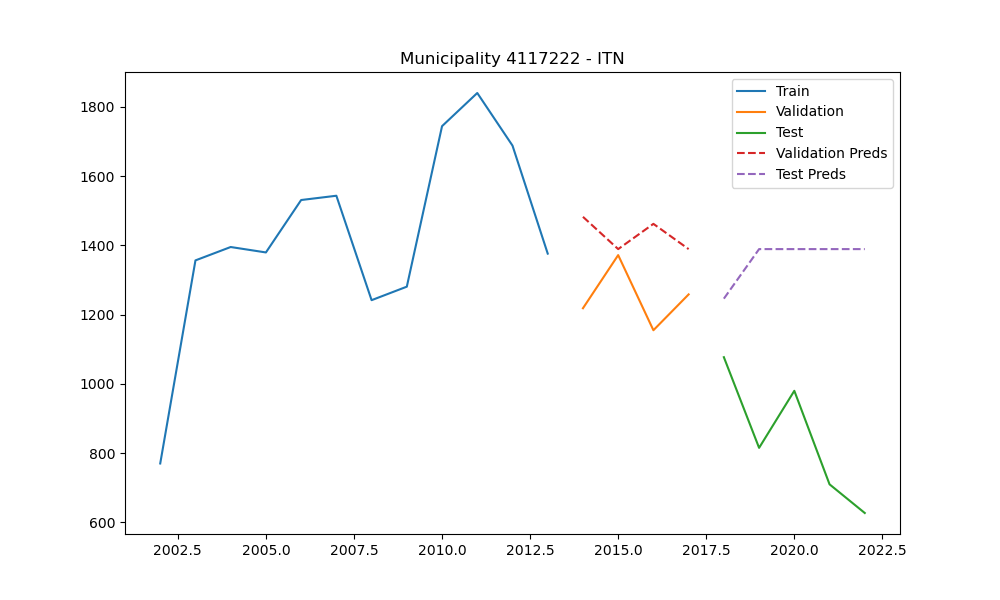 Municipality 4117222 - ITN
Train
Validation
Test
Validation Preds
Test Preds
1800
1600
1400
1200
1000
800
600
2002.5 2005.0 2007.5 2010.0 2012.5 2015.0 2017.5 2020.0 2022.5